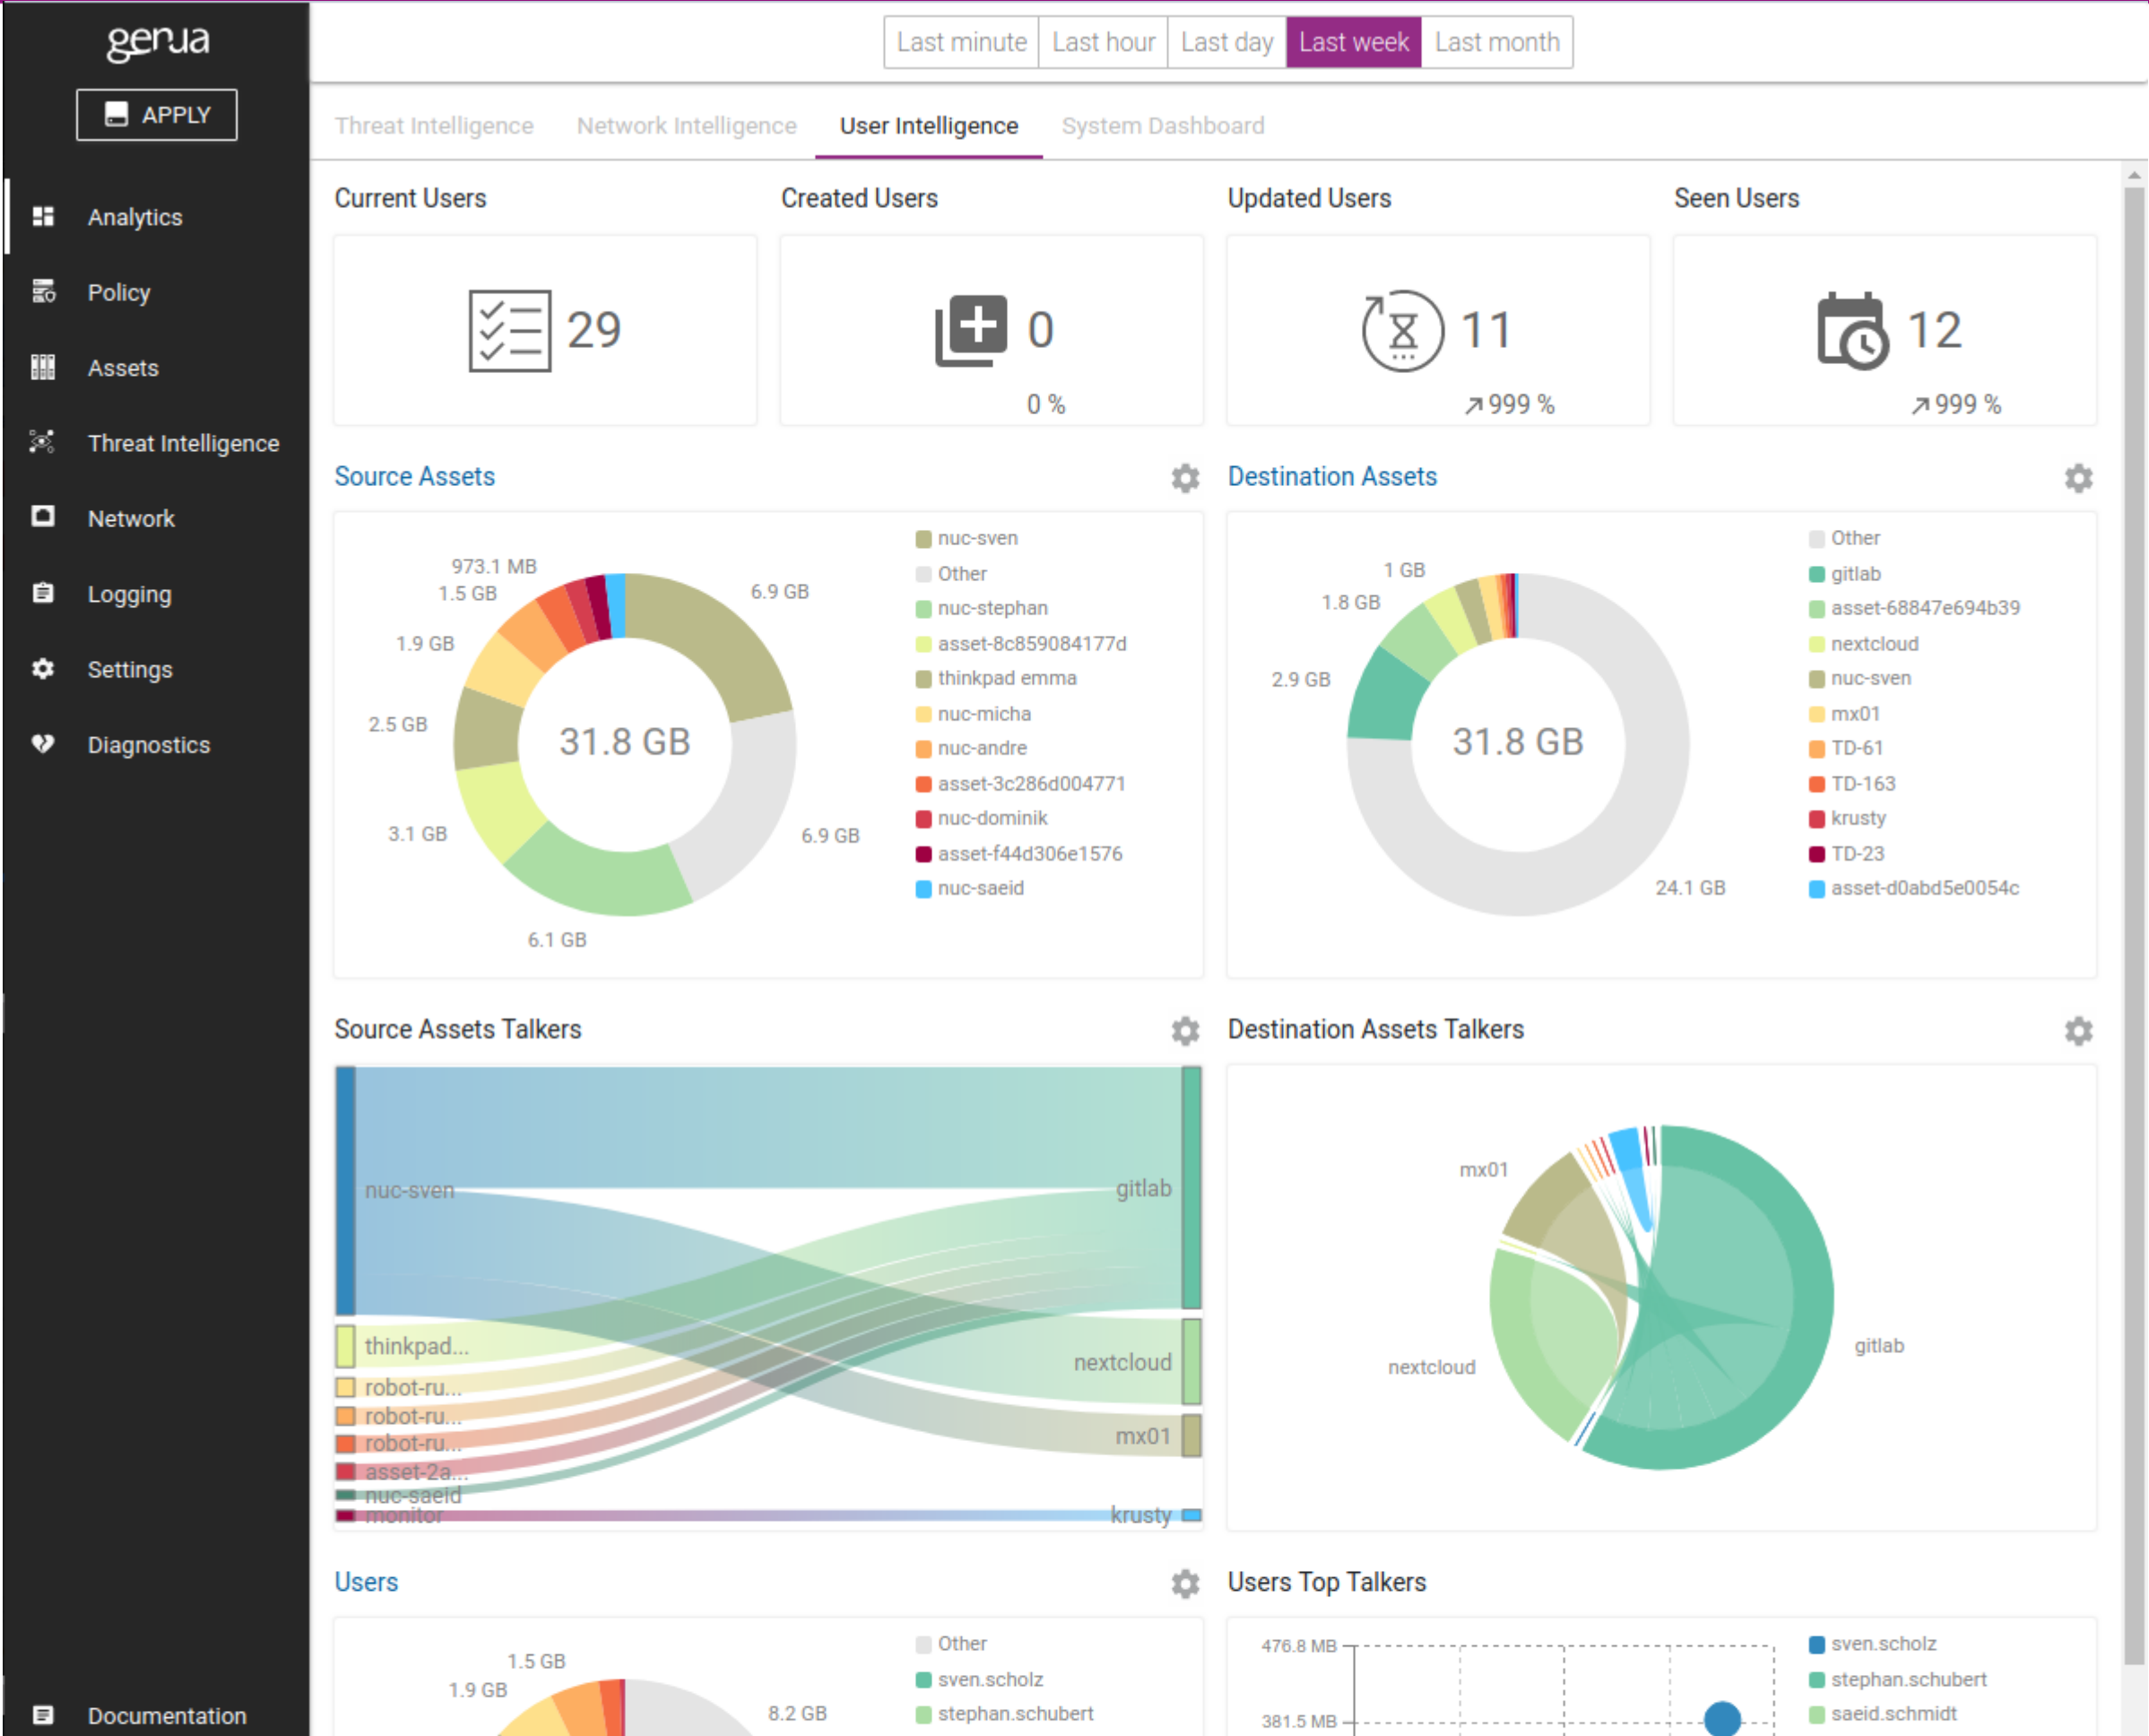 genua
APPLY
Analytics
Policy
Assets
Threat Intelligence
Network
Logging
Settings
Diagnostics
Documentation
Last minute
Last hour
Last day
Last week
Last month
Threat Intelligence
Network Intelligence
User Intelligence
System Dashboard
Current Users
29
Created Users
0
0 %
Updated Users
11
999 %
Seen Users
12
999 %
Source Assets
973.1 MB
1.5 GB
1.9 GB
2.5 GB
3.1 GB
6.1 GB
6.9 GB
6.9 GB
31.8 GB
nuc-sven
Other
nuc-stephan
asset-8c859084177d
thinkpad emma
nuc-micha
nuc-andre
asset-3c286d004771
nuc-dominik
asset-f44d306e1576
nuc-saeid
Destination Assets
1 GB
1.8 GB
2.9 GB
24.1 GB
31.8 GB
Other
gitlab
asset-68847e694b39
nextcloud
nuc-sven
mx01
TD-61
TD-163
krusty
TD-23
asset-d0abd5e0054c
Source Assets Talkers
nuc-sven
thinkpad...
robot-ru...
robot-ru...
robot-ru...
asset-2a...
nuc-saeid
monitor
gitlab
nextcloud
mx01
krusty
Destination Assets Talkers
mx01
nextcloud
gitlab
Users
1.5 GB
1.9 GB
8.2 GB
Other
sven.scholz
stephan.schubert
Users Top Talkers
476.8 MB
381.5 MB
sven.scholz
stephan.schubert
saeid.schmidt